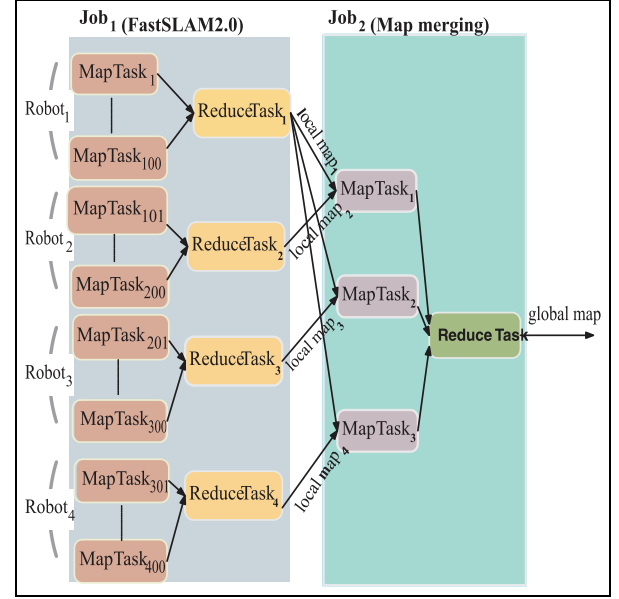 Job1 (FastSLAM2.0)
Job2 (Map merging)
Robot1
MapTask1
MapTask100
ReduceTask1
local map1
Robot2
MapTask101
MapTask200
ReduceTask2
local map2
Robot3
MapTask201
MapTask300
ReduceTask3
local map3
Robot4
MapTask301
MapTask400
ReduceTask4
local map4
MapTask1
MapTask2
MapTask3
Reduce Tas
global map